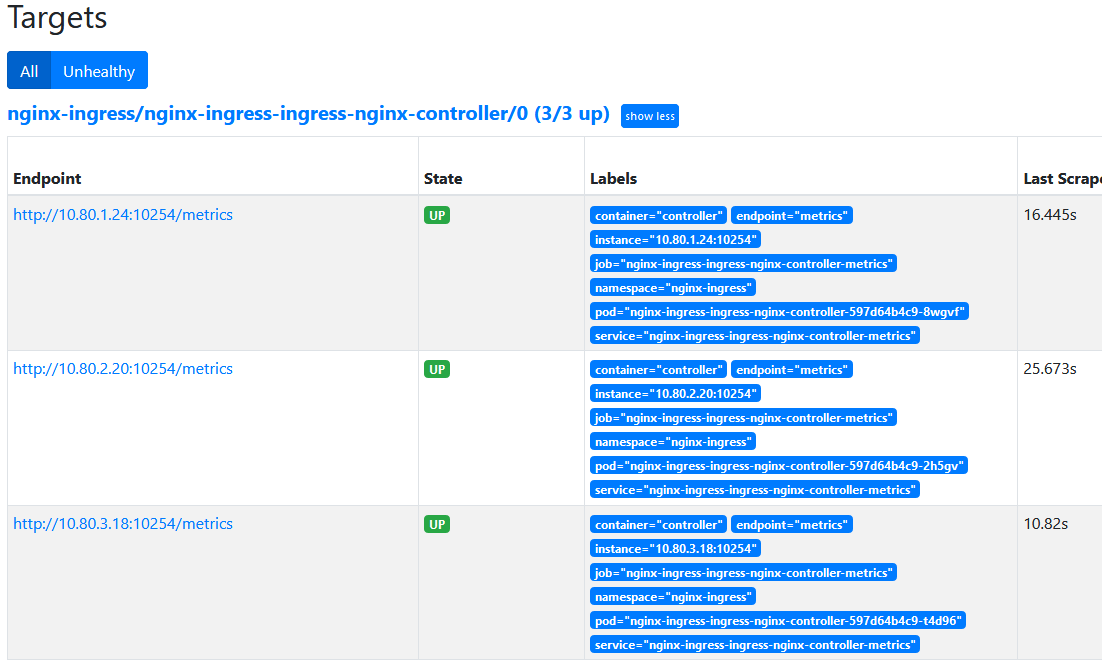 Targets
All Unhealthy
nginx-ingress/nginx-ingress-ingress-nginx-controller/0 (3/3 up) show less
Endpoint State Labels Last Scrape
http://10.80.1.24:10254/metrics UP container="controller" endpoint="metrics" 16.445s
instance="10.80.1.24:10254"
job="nginx-ingress-ingress-nginx-controller-metrics"
namespace="nginx-ingress"
pod="nginx-ingress-ingress-nginx-controller-597d64b4c9-8wgvf"
service="nginx-ingress-ingress-nginx-controller-metrics"
http://10.80.2.20:10254/metrics UP container="controller" endpoint="metrics" 25.673s
instance="10.80.2.20:10254"
job="nginx-ingress-ingress-nginx-controller-metrics"
namespace="nginx-ingress"
pod="nginx-ingress-ingress-nginx-controller-597d64b4c9-2h5gv"
service="nginx-ingress-ingress-nginx-controller-metrics"
http://10.80.3.18:10254/metrics UP container="controller" endpoint="metrics" 10.82s
instance="10.80.3.18:10254"
job="nginx-ingress-ingress-nginx-controller-metrics"
namespace="nginx-ingress"
pod="nginx-ingress-ingress-nginx-controller-597d64b4c9-t4d96"
service="nginx-ingress-ingress-nginx-controller-metrics"